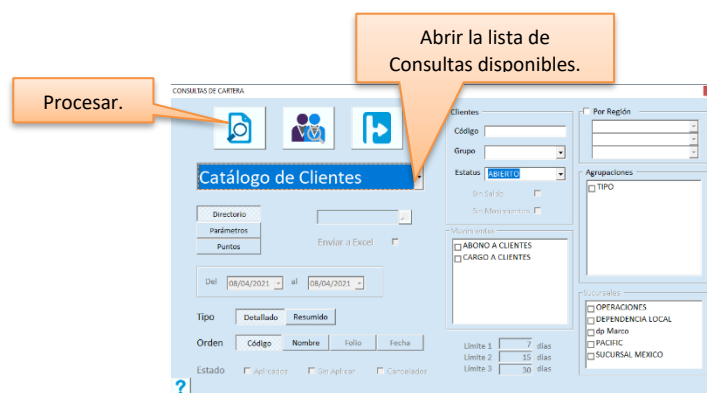 Abrir la lista de
Consultas disponibles.
Procesar.
CONSULTAS DE CARTERA
Catálogo de Clientes
Directorio
Parámetros
Puntos
Enviar a Excel
Del 08/04/2021 al 08/04/2021
Tipo Detallado Resumido
Orden Código Nombre Folio Fecha
Estado Aplicados Sin Aplicar Cancelados
?
Clientes
Código
Grupo
Estatus ABIERTO
Sin Saldo
Sin Movimientos
Movimientos
ABONO A CLIENTES
CARGO A CLIENTES
Límite 1 7 días
Límite 2 15 días
Límite 3 30 días
Por Región
Agrupaciones
TIPO
Sucursales
OPERACIONES
DEPENDENCIA LOCAL
dp Marco
PACIFIC
SUCURSAL MEXICO